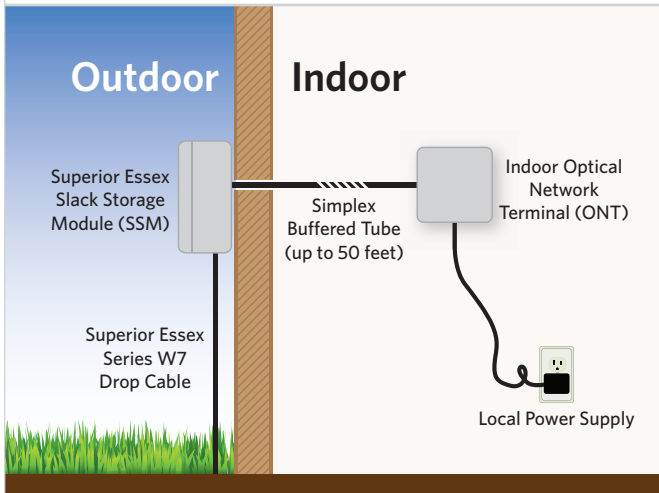 Outdoor
Indoor
Superior Essex
Slack Storage
Module (SSM)
Simplex
Buffered Tube
(up to 50 feet)
Indoor Optical
Network
Terminal (ONT)
Superior Essex
Series W7
Drop Cable
Local Power Supply